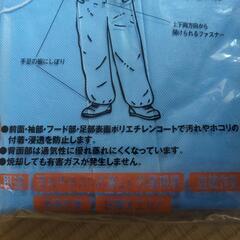 上下両方向から
開けられるファスナー
手足の裾にしぼり
●前面・袖部・フード部・足部表面ポリエチレンコートで汚れやホコリの
付着・浸透を防止します。
●背面部は通気性に優れ蒸れにくくなっています。
●焼却しても有害ガスが発生しません。